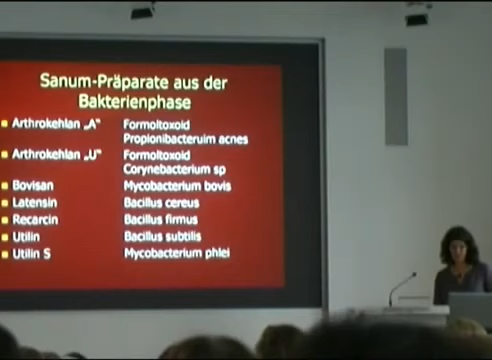 Sanum-Präparate aus der
Bakterienphase
Arthrokehlan „A“ Formoltoxoid
Propionibacteruim acnes
Arthrokehlan „U“ Formoltoxoid
Corynebacterium sp
Bovisan Mycobacterium bovis
Latensin Bacillus cereus
Recarcin Bacillus firmus
Utilin Bacillus subtilis
Utilin S Mycobacterium phlei